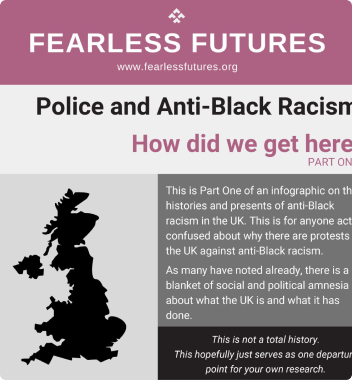 FEARLESS FUTURES
www.fearlessfutures.org
Police and Anti-Black Racism
How did we get here
PART ON
This is Part One of an infographic on th
histories and presents of anti-Black
racism in the UK. This is for anyone act
confused about why there are protests
the UK against anti-Black racism.
As many have noted already, there is a
blanket of social and political amnesia
about what the UK is and what it has
done.
This is not a total history.
This hopefully just serves as one departur
point for your own research.